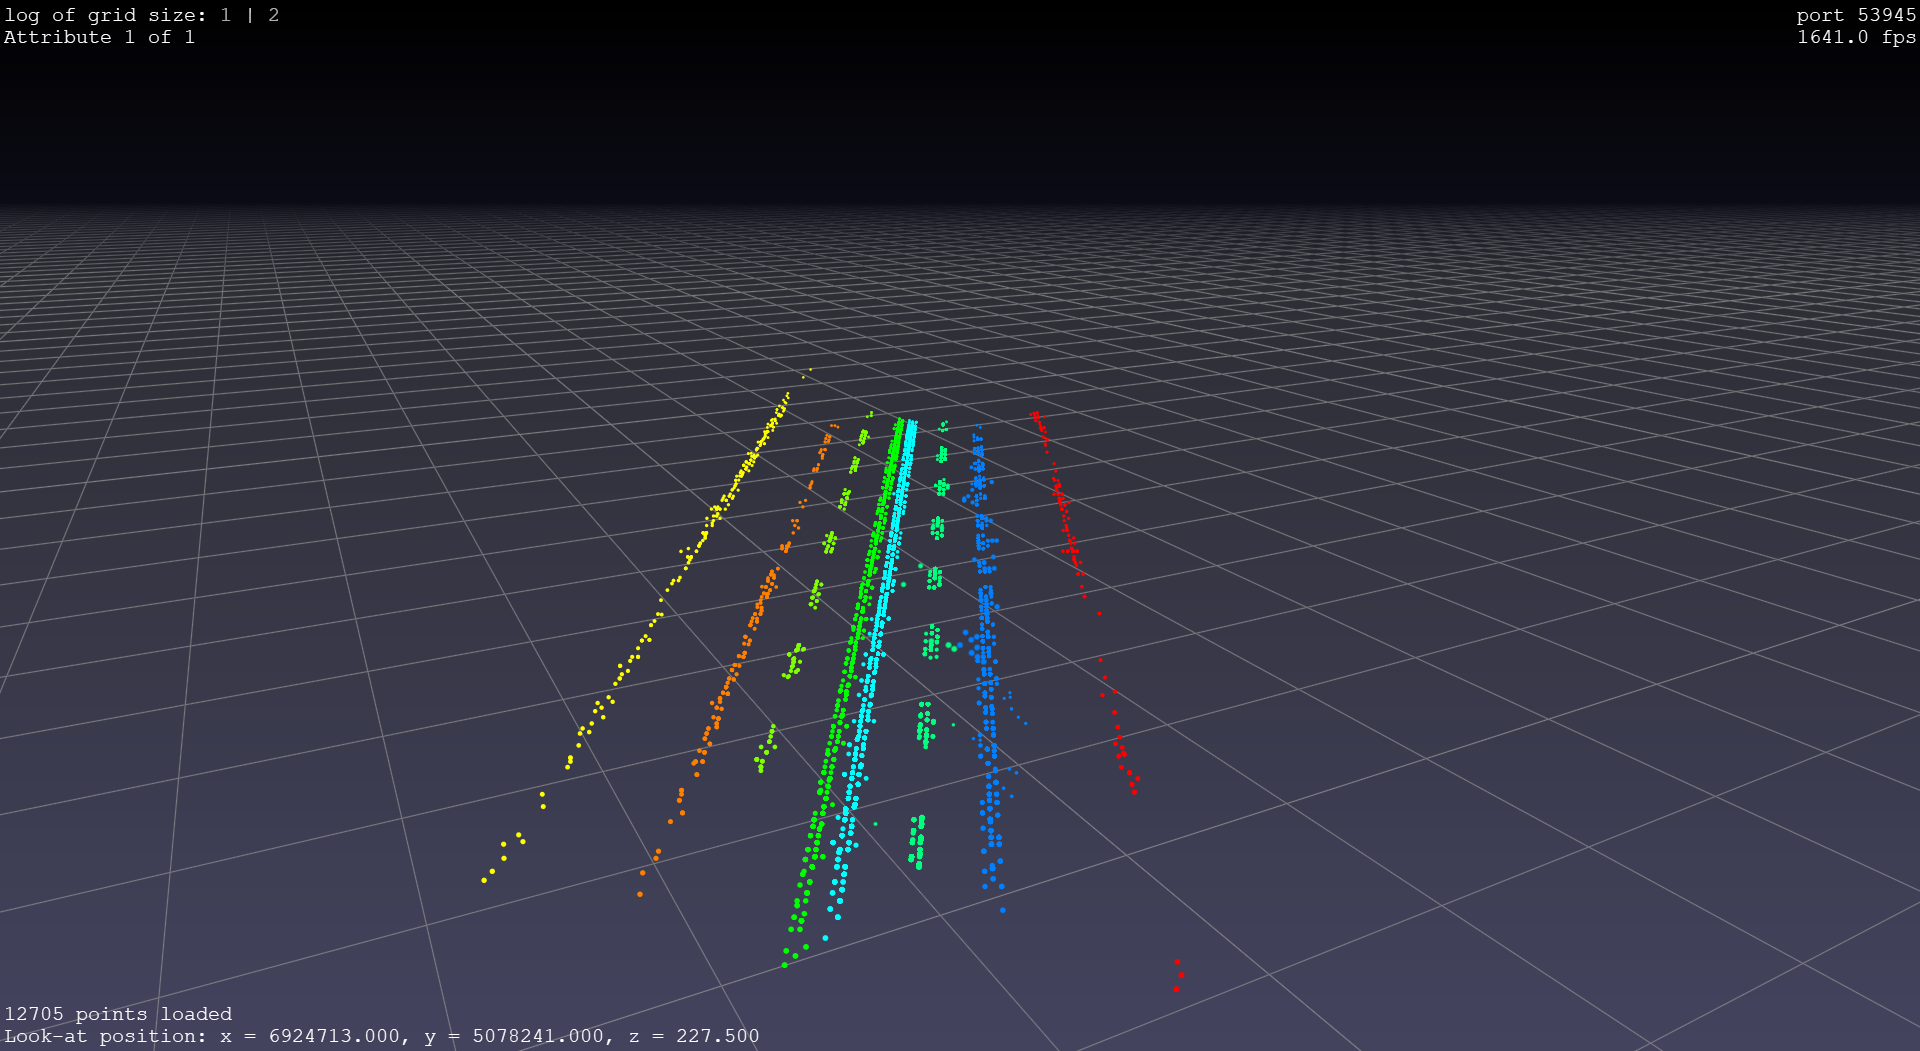 log of grid size: 1 | 2
Attribute 1 of 1
port 53945
1641.0 fps
12705 points loaded
Look-at position: x = 6924713.000, y = 5078241.000, z = 227.500